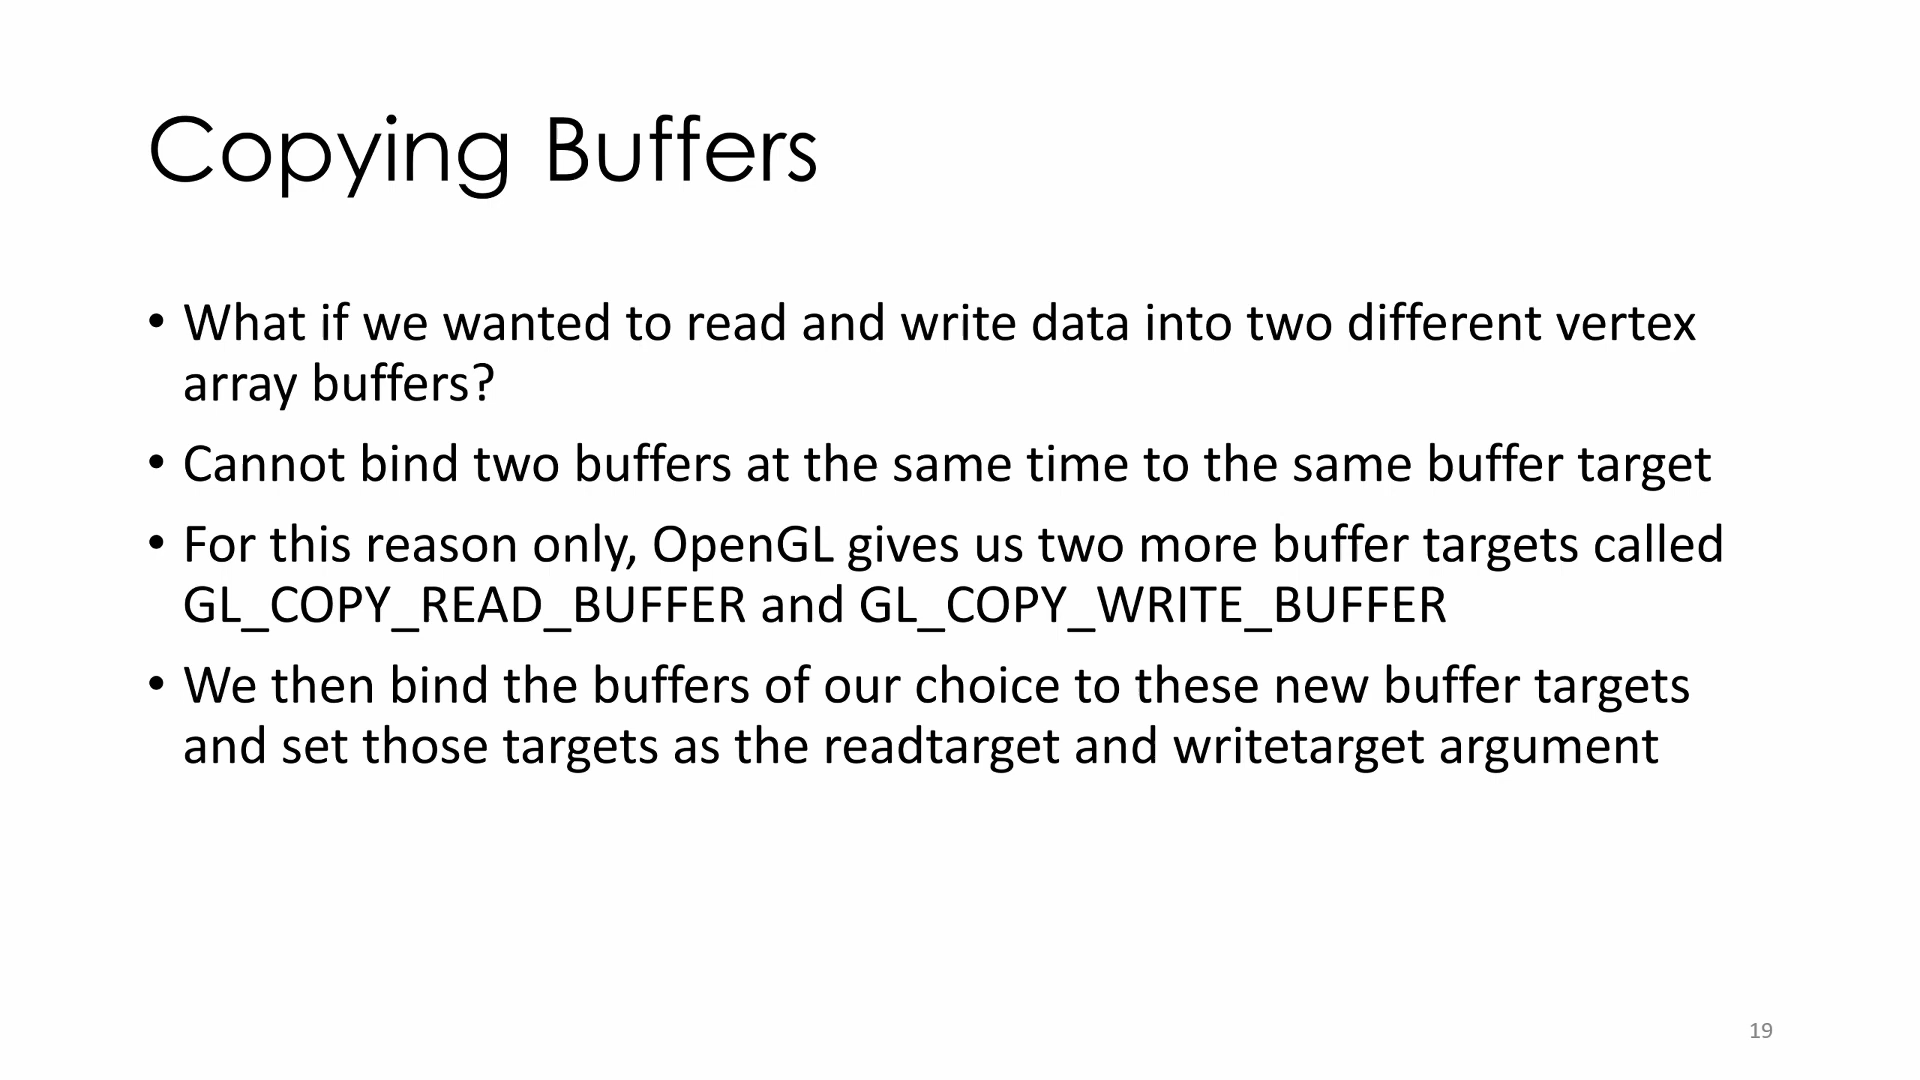 Copying Buffers
• What if we wanted to read and write data into two different vertex
array buffers?
• Cannot bind two buffers at the same time to the same buffer target
• For this reason only, OpenGL gives us two more buffer targets called
GL_COPY_READ_BUFFER and GL_COPY_WRITE_BUFFER
• We then bind the buffers of our choice to these new buffer targets
and set those targets as the readtarget and writetarget argument
19